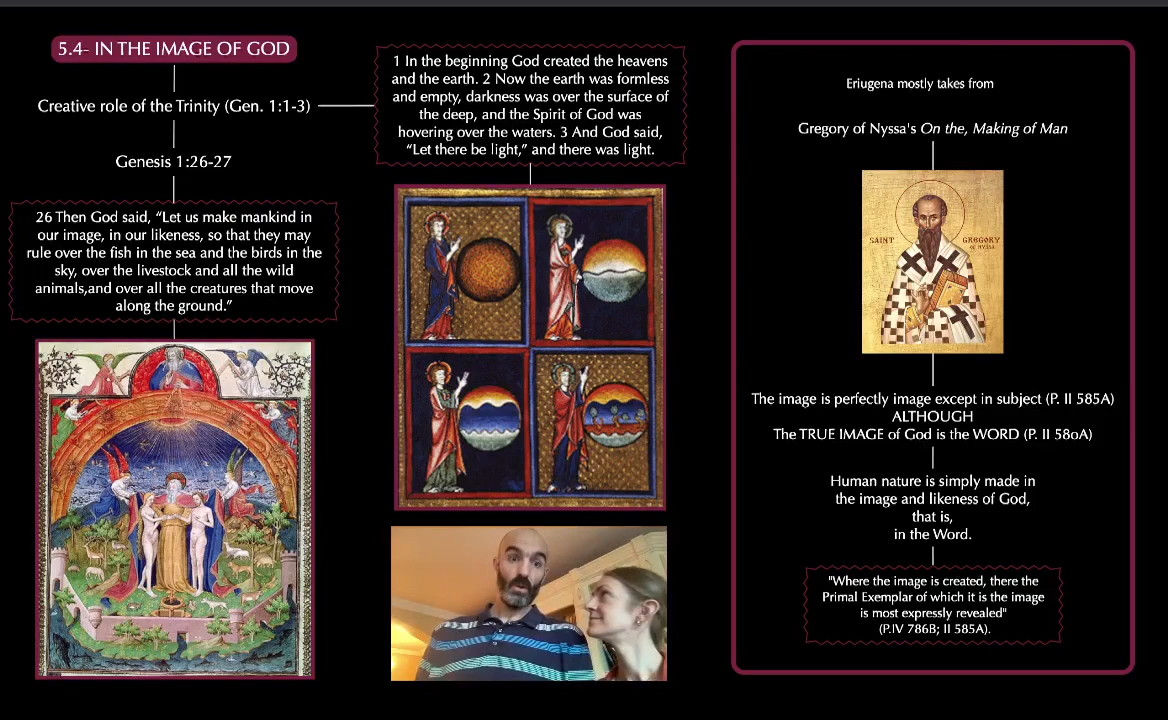 5.4- IN THE IMAGE OF GOD
Creative role of the Trinity (Gen. 1:1-3)
Genesis 1:26-27
26 Then God said, “Let us make mankind in
our image, in our likeness, so that they may
rule over the fish in the sea and the birds in the
sky, over the livestock and all the wild
animals,and over all the creatures that move
along the ground.”
1 In the beginning God created the heavens
and the earth. 2 Now the earth was formless
and empty, darkness was over the surface of
the deep, and the Spirit of God was
hovering over the waters. 3 And God said,
“Let there be light,” and there was light.
Eriugena mostly takes from
Gregory of Nyssa's On the, Making of Man
SAINT GREGORY
OF NYSSA
The image is perfectly image except in subject (P. II 585A)
ALTHOUGH
The TRUE IMAGE of God is the WORD (P. II 580A)
Human nature is simply made in
the image and likeness of God,
that is,
in the Word.
"Where the image is created, there the
Primal Exemplar of which it is the image
is most expressly revealed"
(P.IV 786B; II 585A).